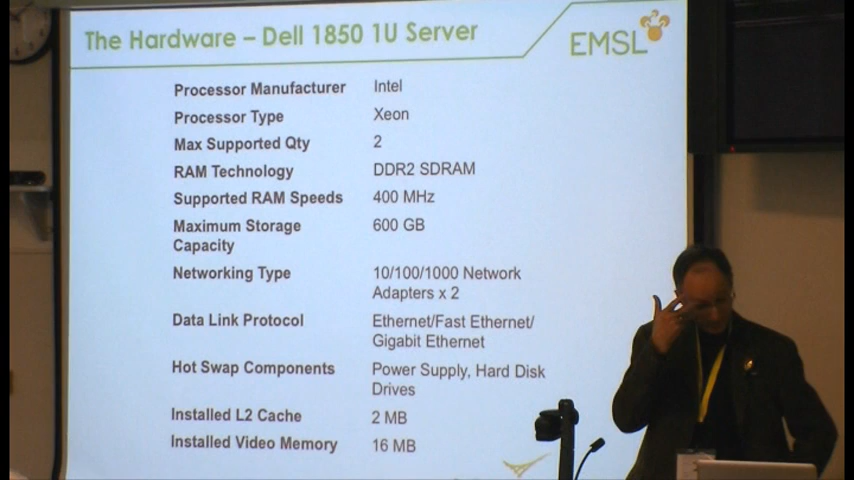 The Hardware – Dell 1850 1U Server
EMSL
Processor Manufacturer Intel
Processor Type Xeon
Max Supported Qty 2
RAM Technology DDR2 SDRAM
Supported RAM Speeds 400 MHz
Maximum Storage 600 GB
Capacity
Networking Type 10/100/1000 Network
Adapters x 2
Data Link Protocol Ethernet/Fast Ethernet/
Gigabit Ethernet
Hot Swap Components Power Supply, Hard Disk
Drives
Installed L2 Cache 2 MB
Installed Video Memory 16 MB